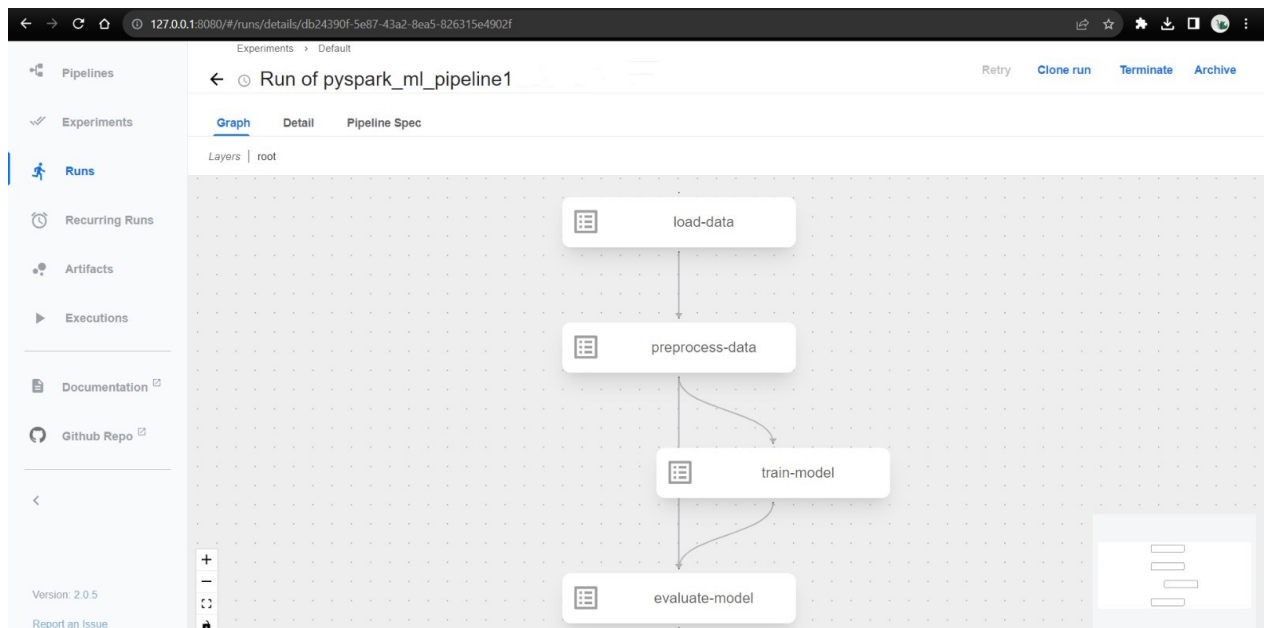 127.0.0.1:8080/#/runs/details/db24390f-5e87-43a2-8ea5-826315e4902f
Experiments > Default
Run of pyspark_ml_pipeline1
Retry Clone run Terminate Archive
Pipelines
Experiments
Runs
Recurring Runs
Artifacts
Executions
Documentation
Github Repo
Version: 2.0.5
Report an Issue
Graph Detail Pipeline Spec
Layers | root
load-data
preprocess-data
train-model
evaluate-model